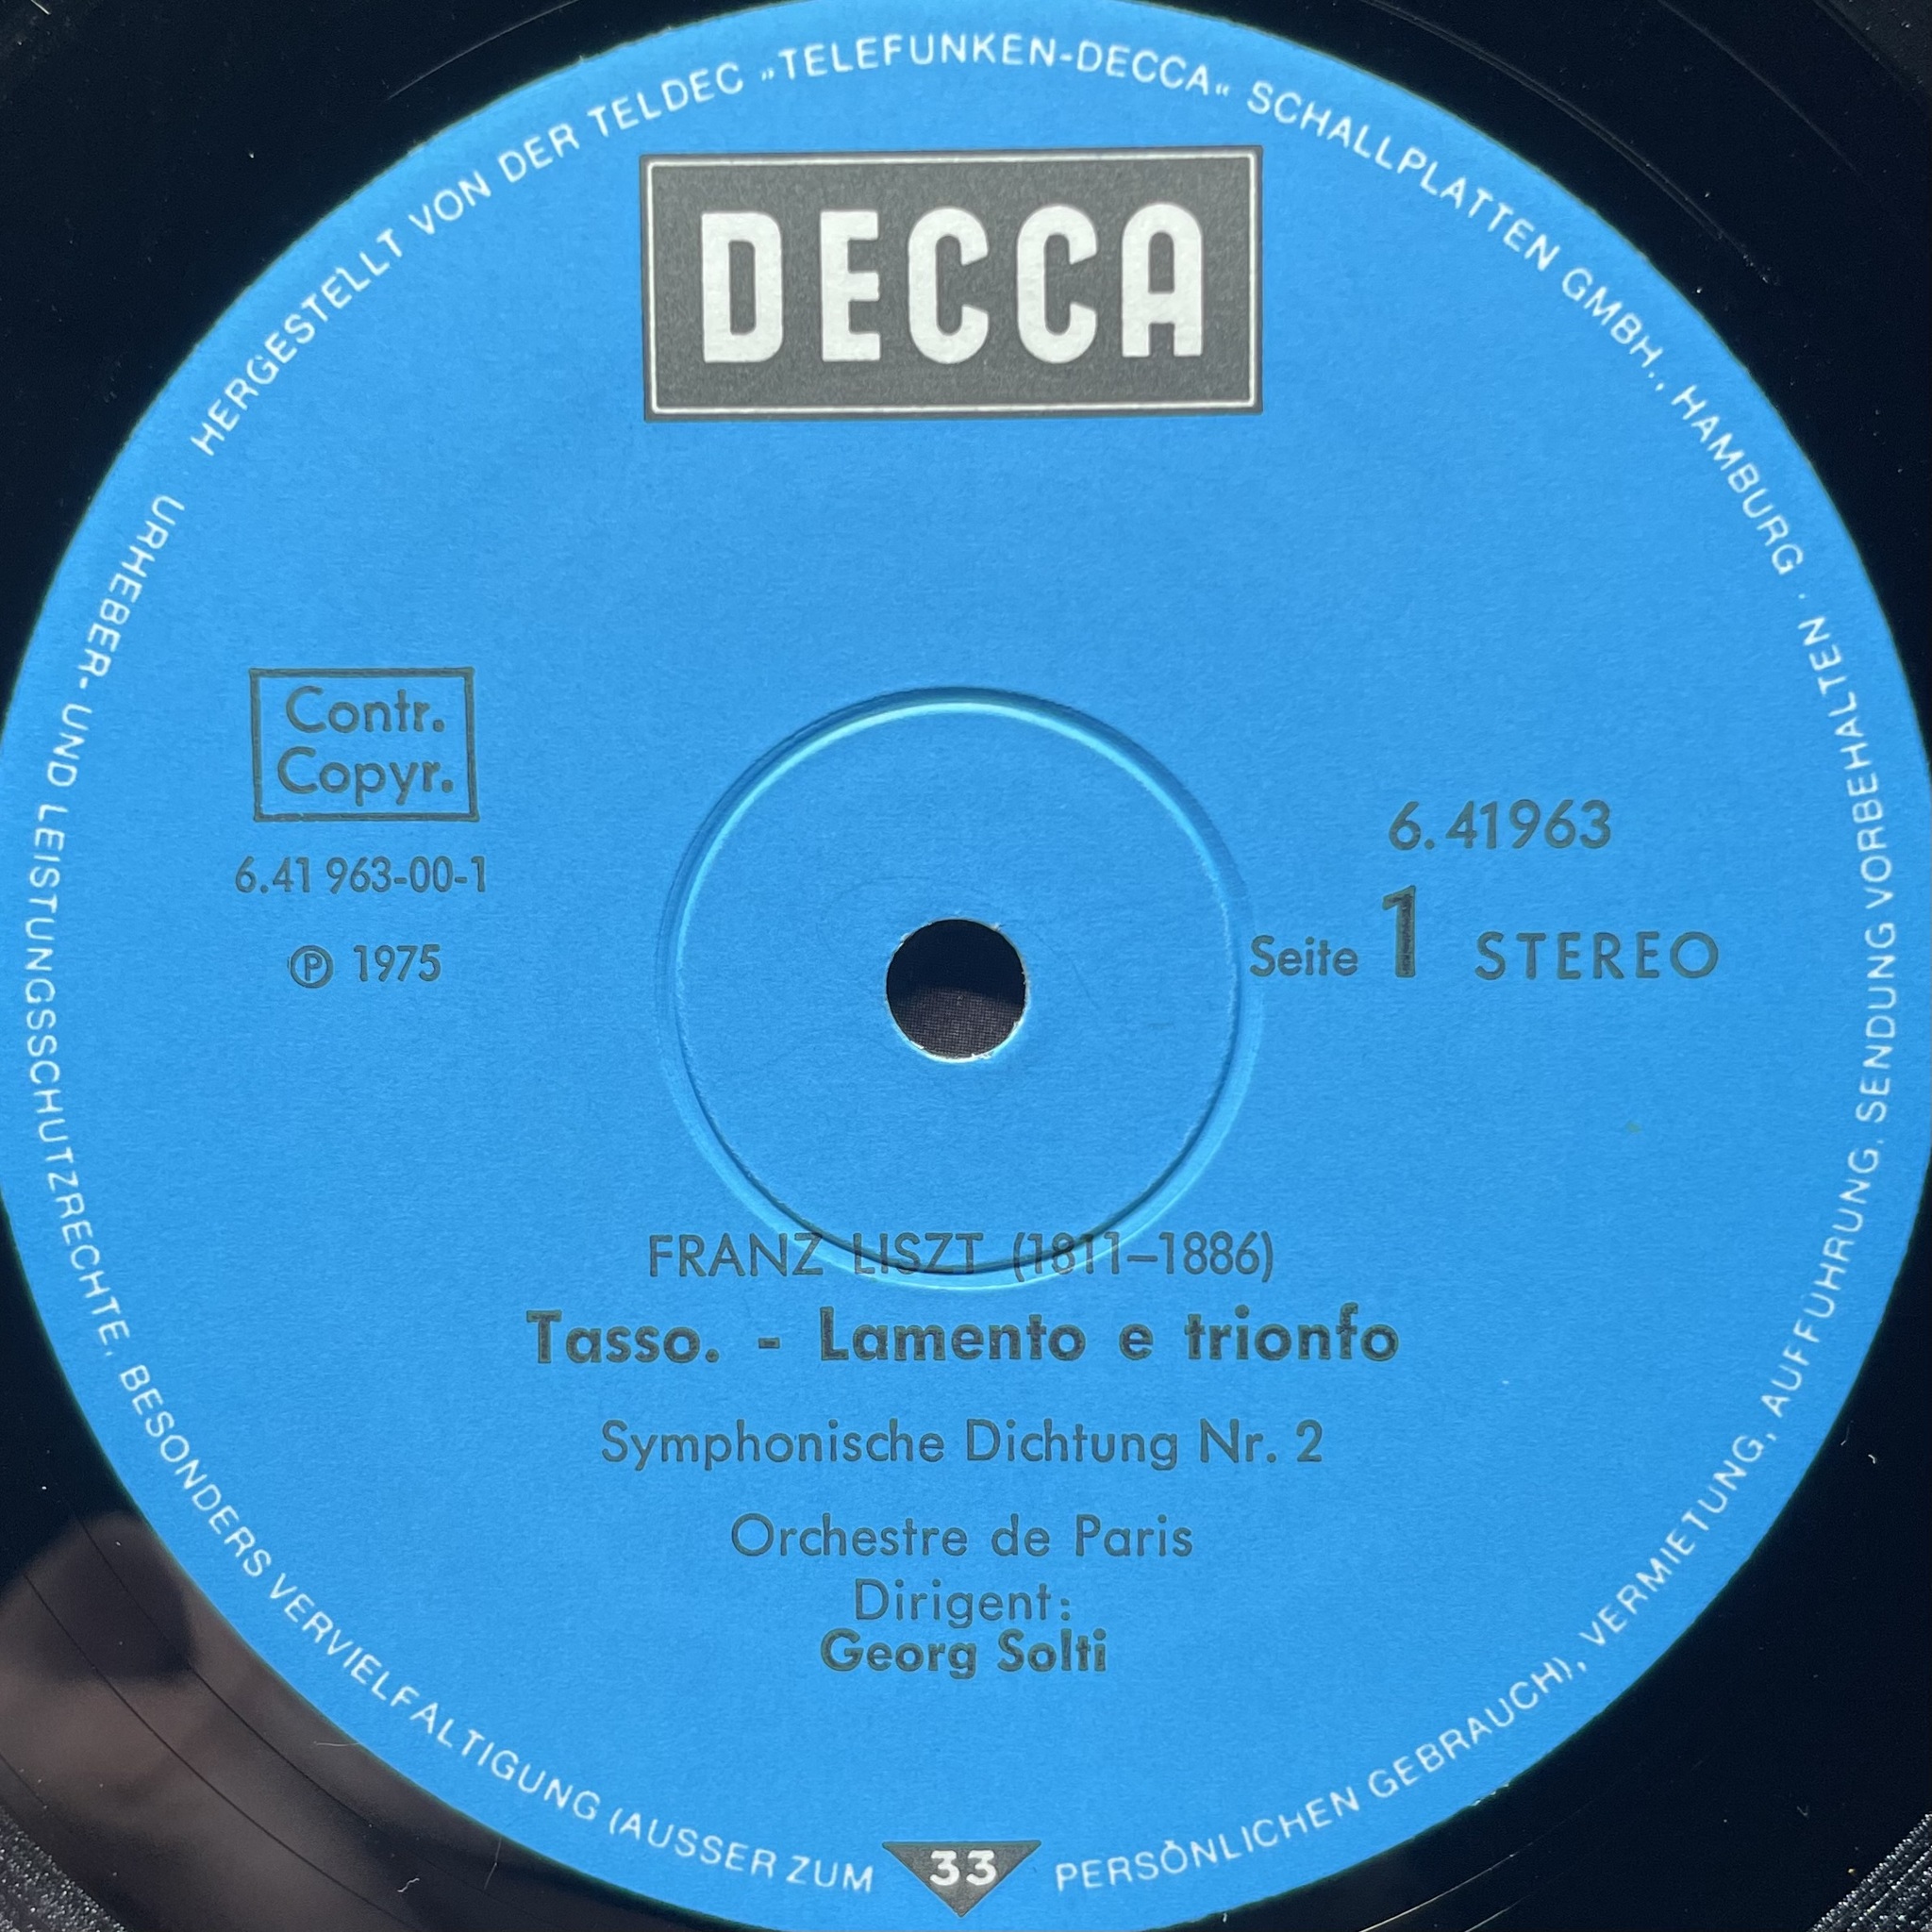 HERGESTELLT VON DER TELDEC „TELEFUNKEN-DECCA“ SCHALLPLATTEN GMBH., HAMBURG ·
DECCA
Contr.
Copyr.
6.41 963-00-1
Ⓟ 1975
6.41963
Seite 1 STEREO
FRANZ LISZT (1811–1886)
Tasso. - Lamento e trionfo
Symphonische Dichtung Nr. 2
Orchestre de Paris
Dirigent:
Georg Solti
URHEBER- UND LEISTUNGSSCHUTZRECHTE, BESONDERS VERVIELFALTIGUNG (AUSSER ZUM PERSÖNLICHEN GEBRAUCH), VERMIETUNG, AUFFÜHRUNG, SENDUNG VORBEHALTEN
33